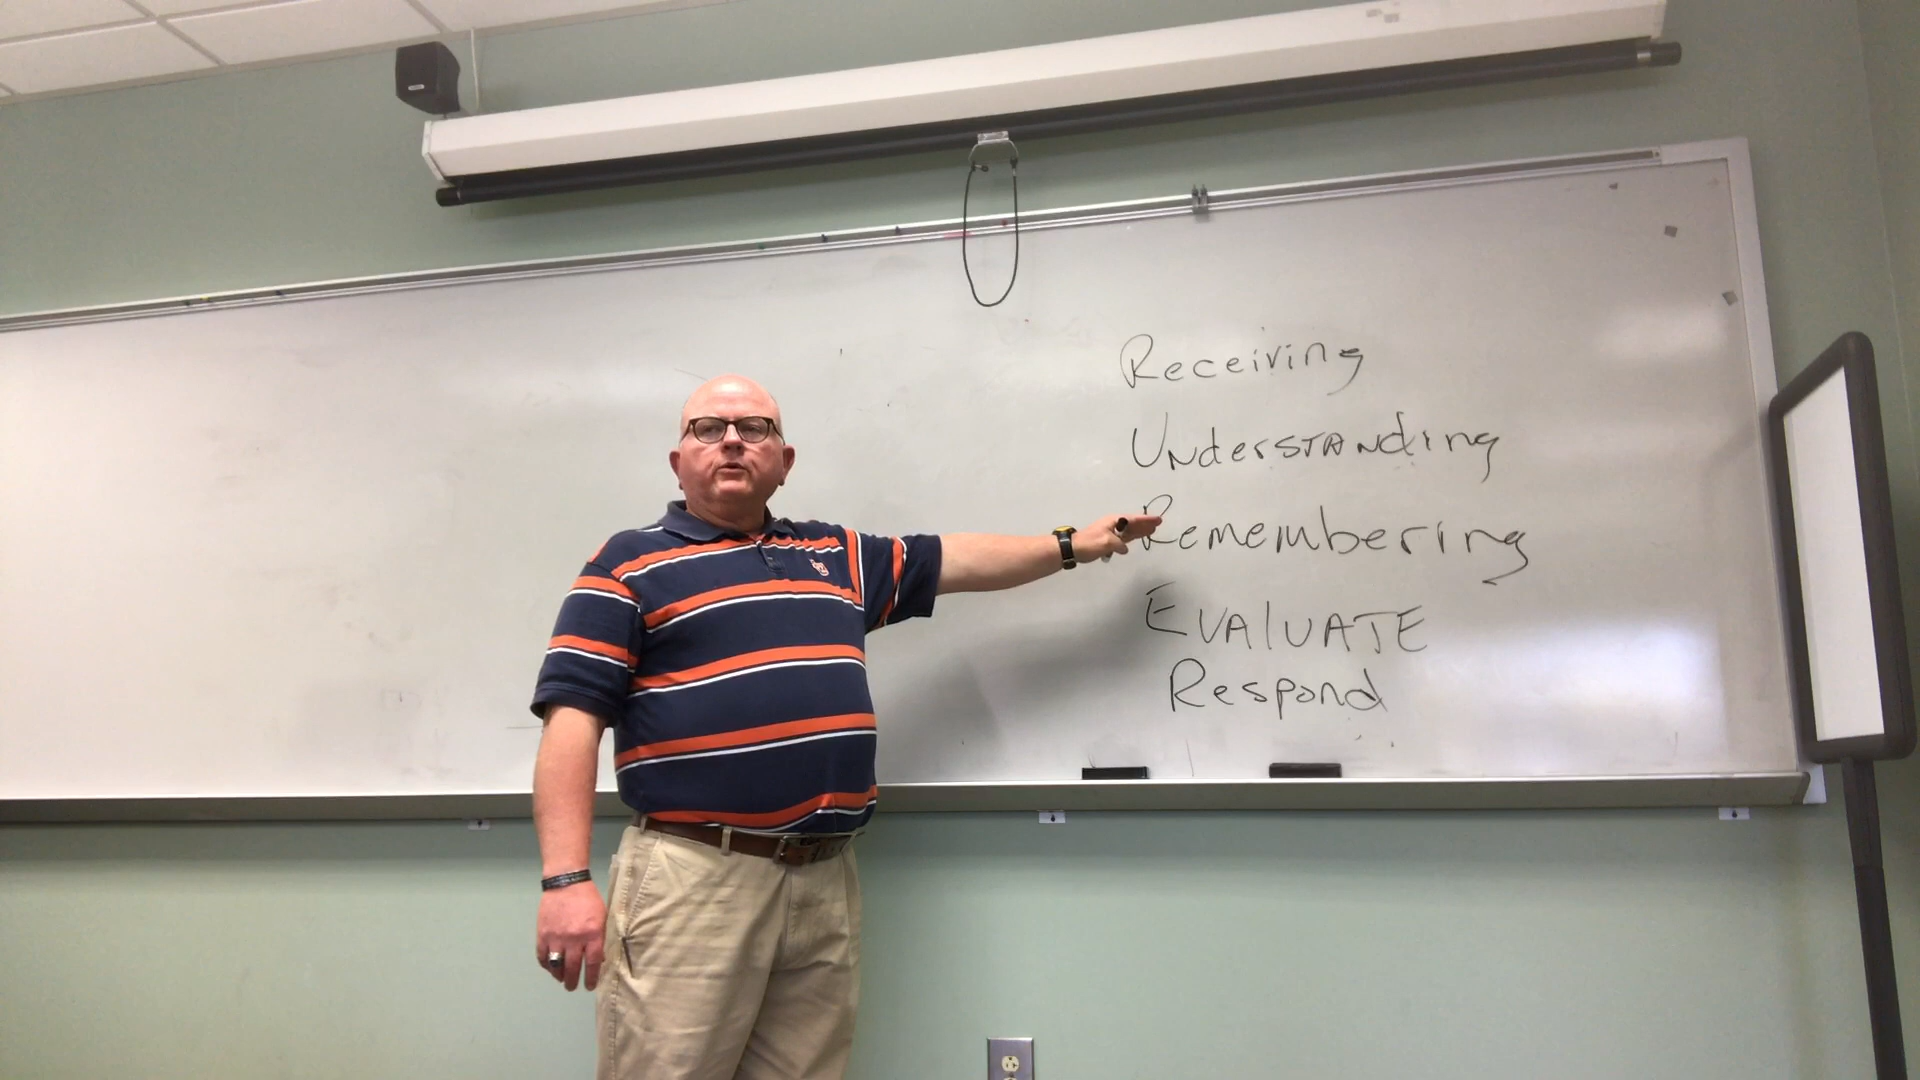 Receiving
Understanding
Remembering
EVALUATE
Respond